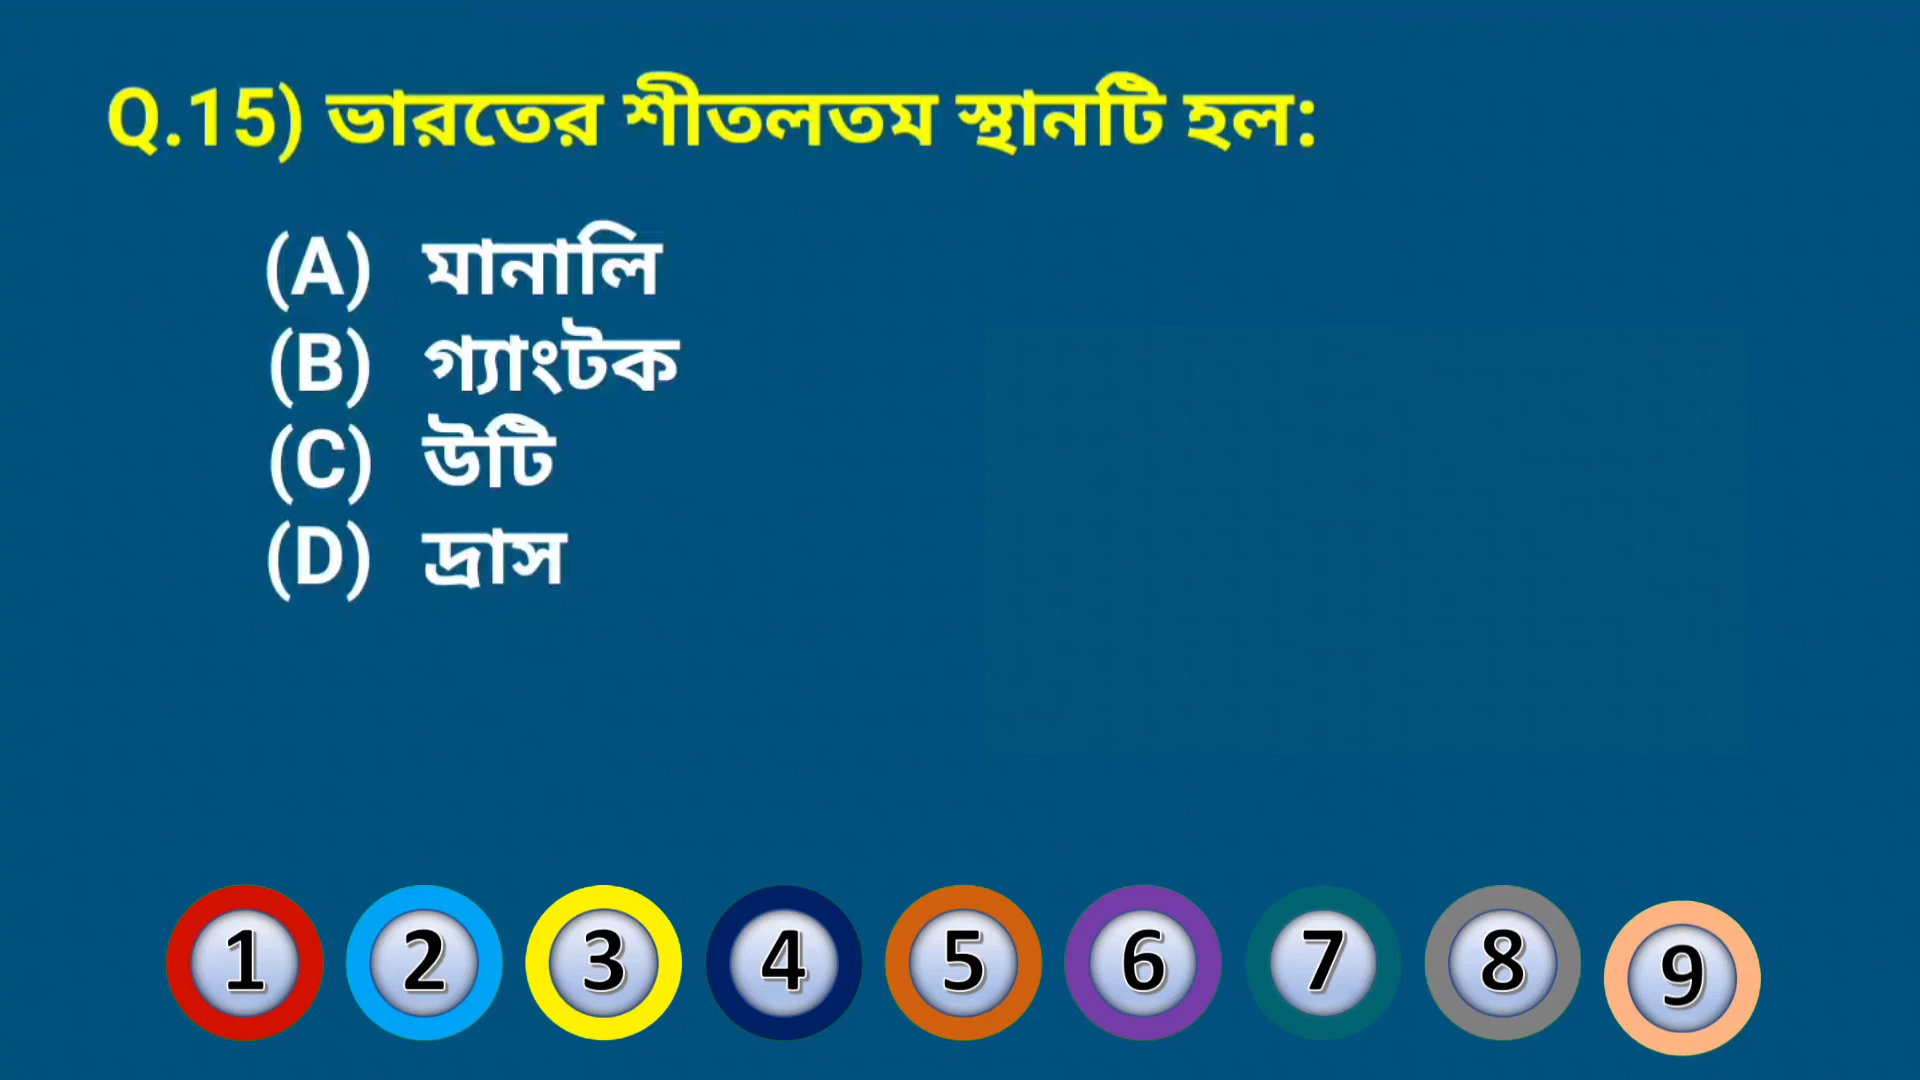 Q.15) ভারতের শীতলতম স্থানটি হল:
(A) মানালি
(B) গ্যাংটক
(C) উটি
(D) দ্রাস
1 2 3 4 5 6 7 8 9